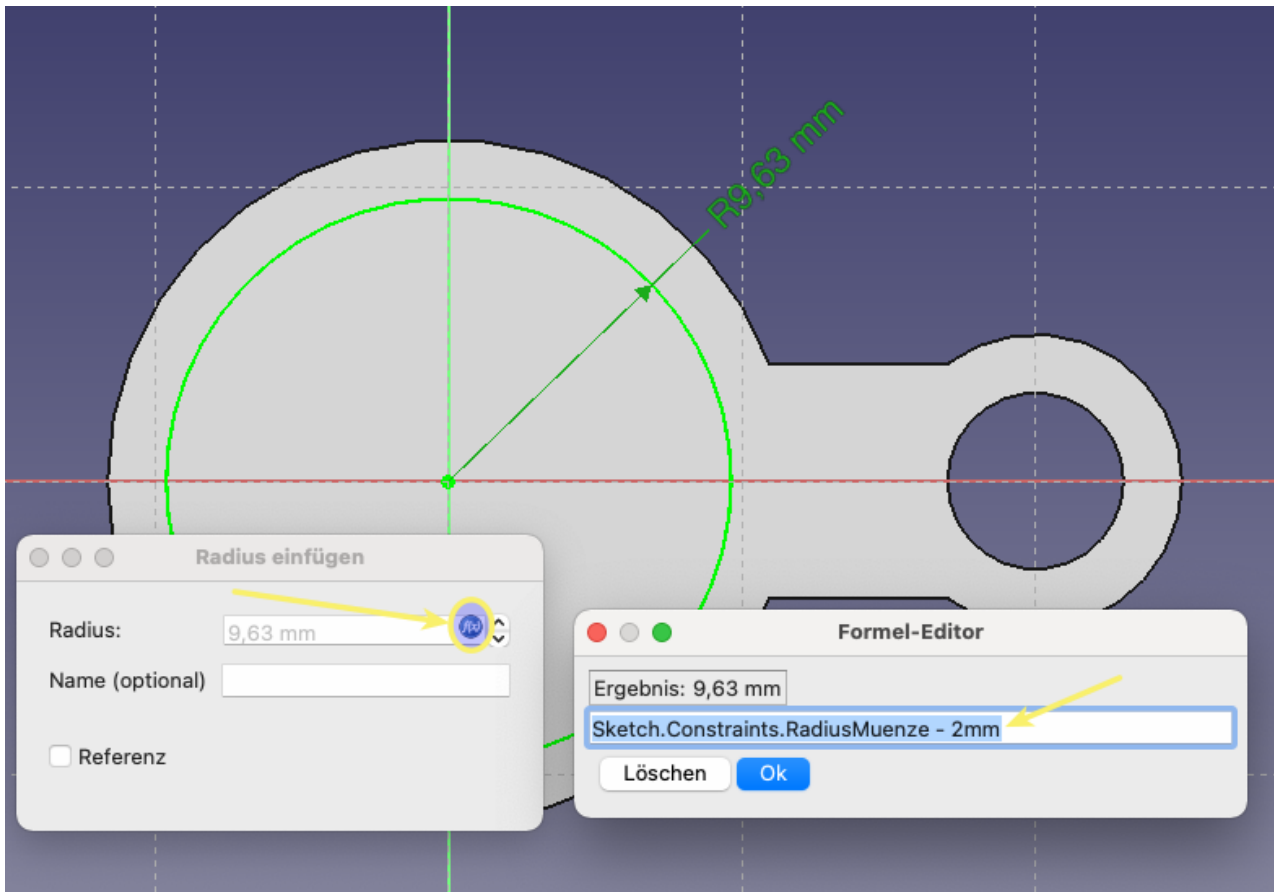 R9,63 mm
Radius einfügen
Radius:
9,63 mm
f(x)
Name (optional)
Referenz
Formel-Editor
Ergebnis: 9,63 mm
Sketch.Constraints.RadiusMuenze - 2mm
Löschen
Ok